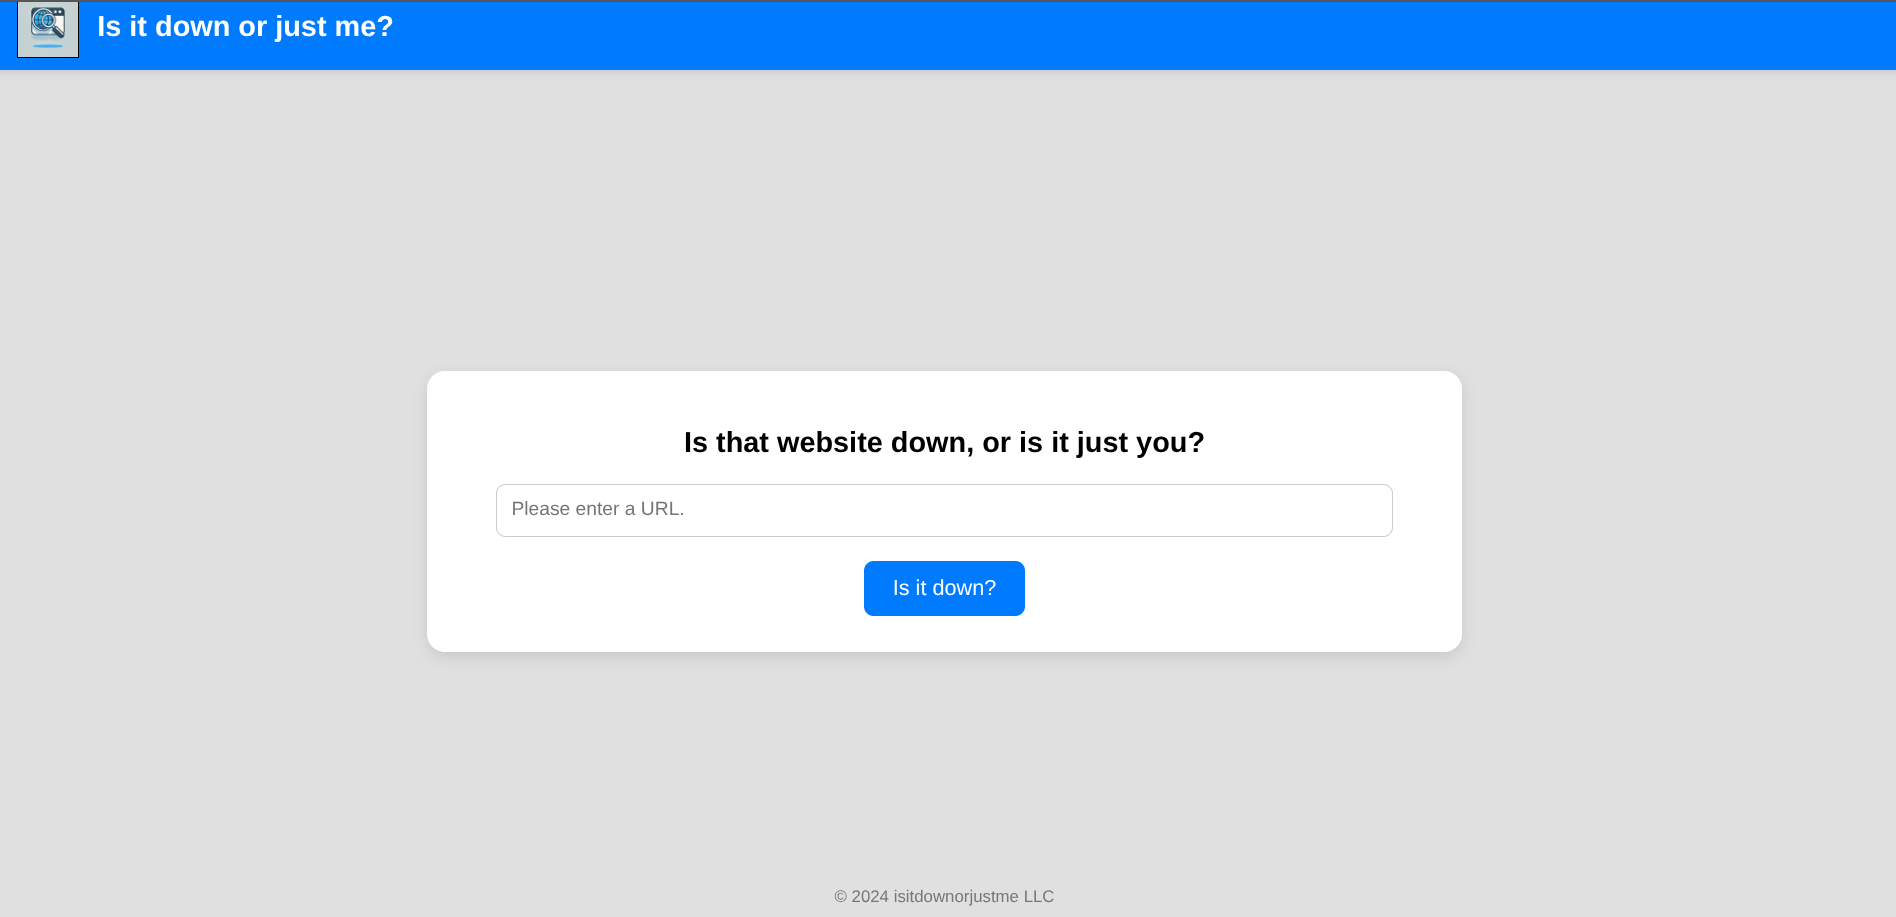 Is it down or just me?
Is that website down, or is it just you?
Please enter a URL.
Is it down?
© 2024 isitdownorjustme LLC